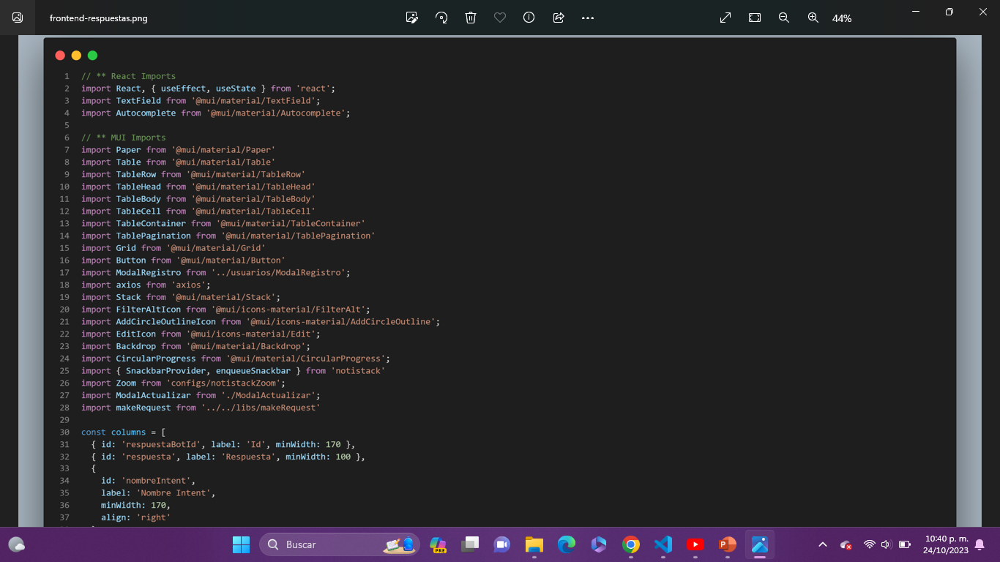 frontend-respuestas.png
44%
1 // ** React Imports
2 import React, { useEffect, useState } from 'react';
3 import TextField from '@mui/material/TextField';
4 import Autocomplete from '@mui/material/Autocomplete';
5
6 // ** MUI Imports
7 import Paper from '@mui/material/Paper'
8 import Table from '@mui/material/Table'
9 import TableRow from '@mui/material/TableRow'
10 import TableHead from '@mui/material/TableHead'
11 import TableBody from '@mui/material/TableBody'
12 import TableCell from '@mui/material/TableCell'
13 import TableContainer from '@mui/material/TableContainer'
14 import TablePagination from '@mui/material/TablePagination'
15 import Grid from '@mui/material/Grid'
16 import Button from '@mui/material/Button'
17 import ModalRegistro from '../usuarios/ModalRegistro';
18 import axios from 'axios';
19 import Stack from '@mui/material/Stack';
20 import FilterAltIcon from '@mui/icons-material/FilterAlt';
21 import AddCircleOutlineIcon from '@mui/icons-material/AddCircleOutline';
22 import EditIcon from '@mui/icons-material/Edit';
23 import Backdrop from '@mui/material/Backdrop';
24 import CircularProgress from '@mui/material/CircularProgress';
25 import { SnackbarProvider, enqueueSnackbar } from 'notistack'
26 import Zoom from 'configs/notistackZoom';
27 import ModalActualizar from './ModalActualizar';
28 import makeRequest from '../../libs/makeRequest'
29
30 const columns = [
31 { id: 'respuestaBotId', label: 'Id', minWidth: 170 },
32 { id: 'respuesta', label: 'Respuesta', minWidth: 100 },
33 {
34 id: 'nombreIntent',
35 label: 'Nombre Intent',
36 minWidth: 170,
37 align: 'right'
Buscar
PRE
10:40 p. m.
24/10/2023